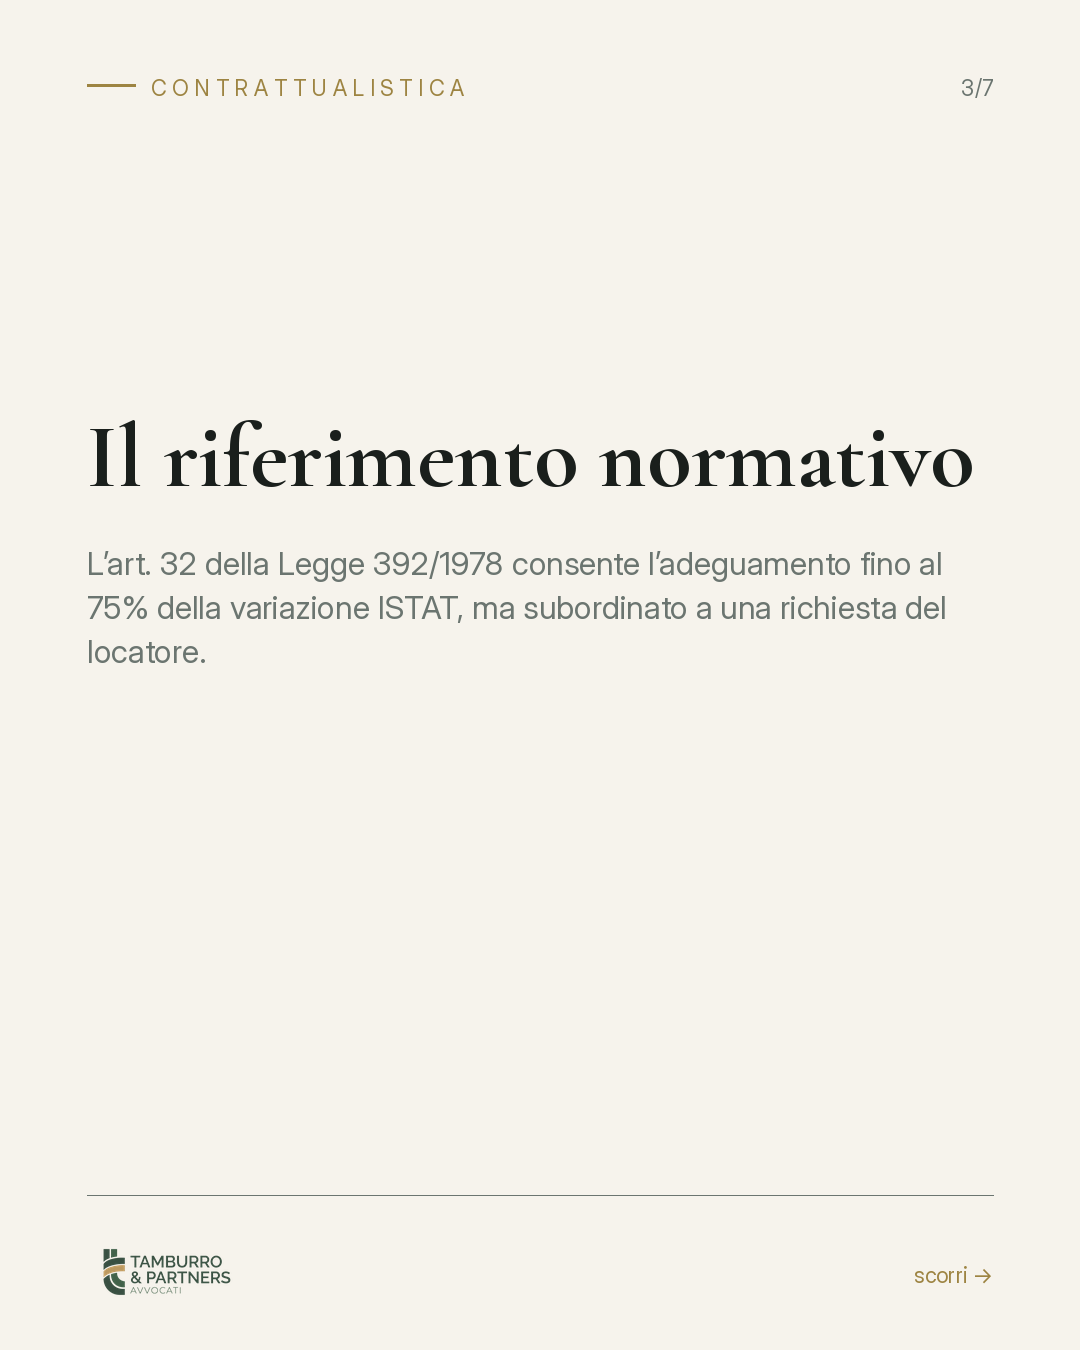 CONTRATTUALISTICA
3/7
Il riferimento normativo
L’art. 32 della Legge 392/1978 consente l’adeguamento fino al
75% della variazione ISTAT, ma subordinato a una richiesta del
locatore.
TAMBURRO
& PARTNERS
AVVOCATI
scorri →